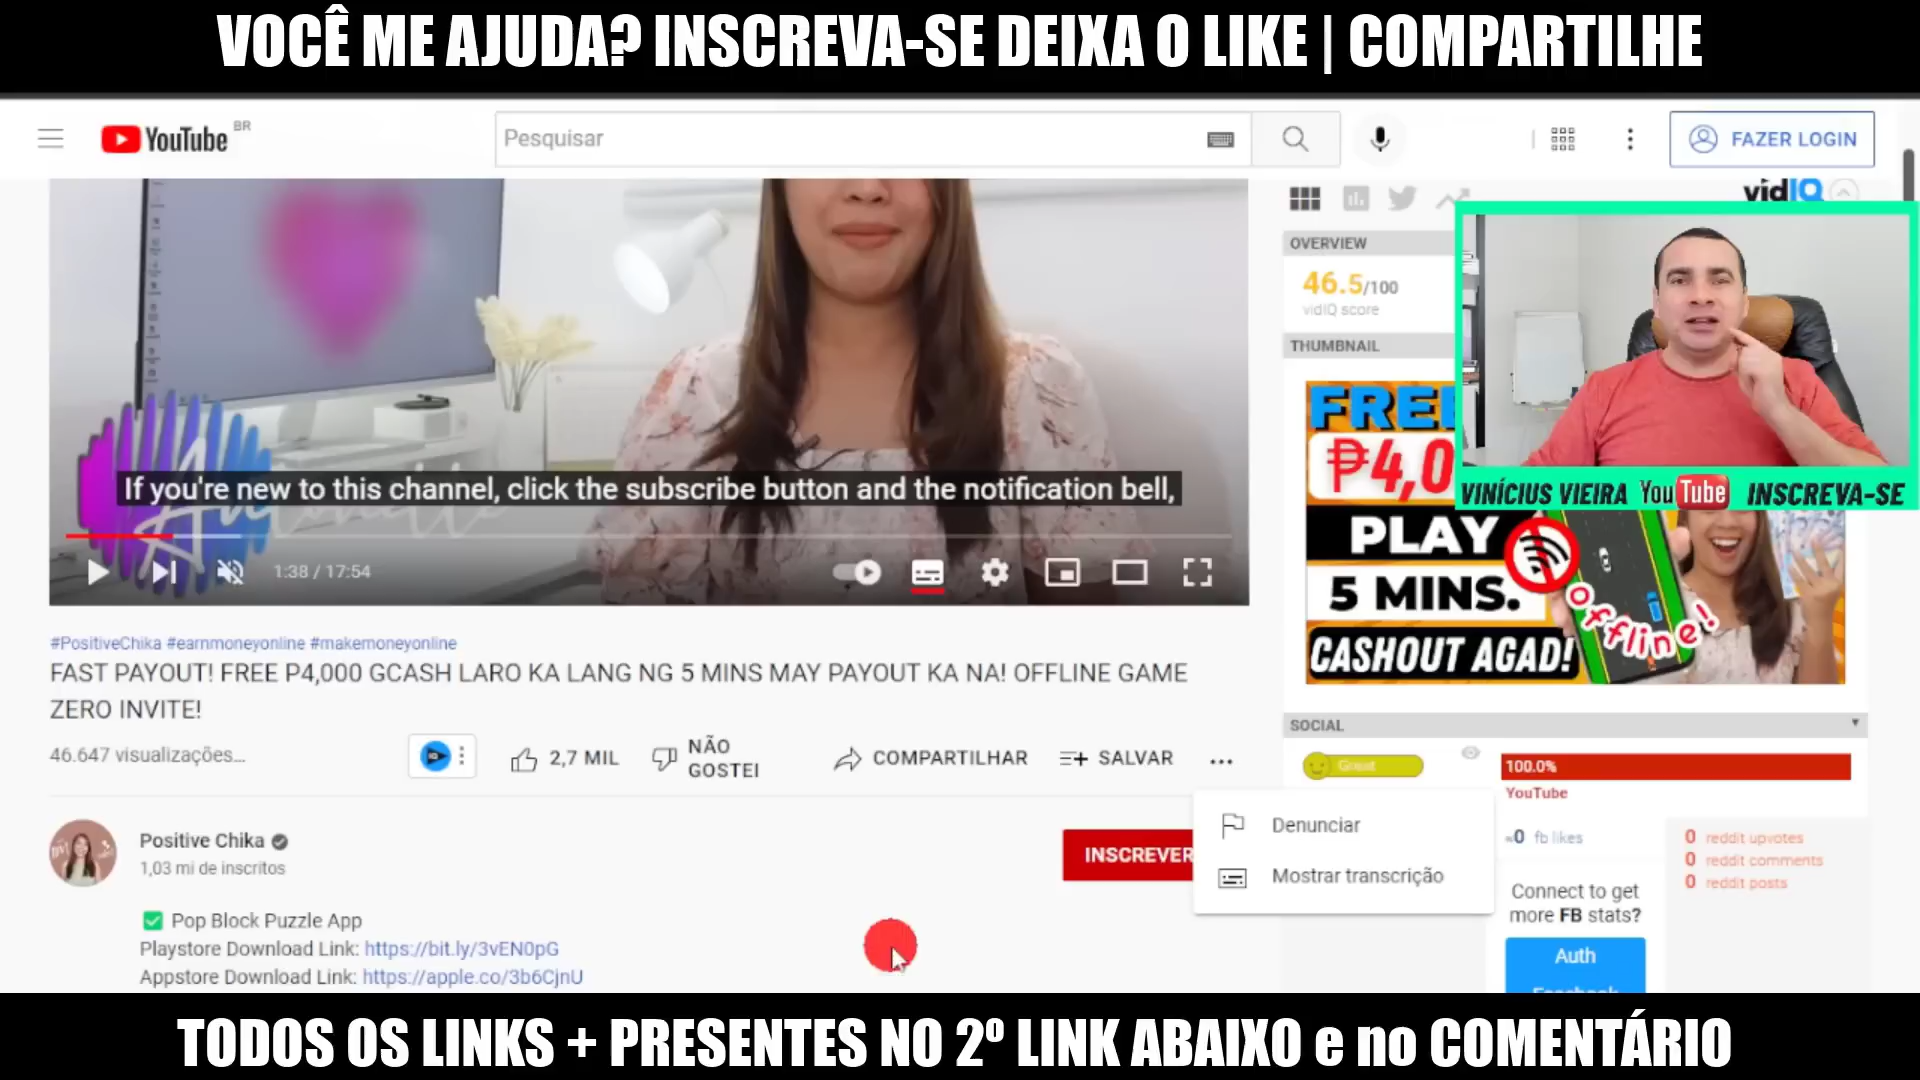 VOCÊ ME AJUDA? INSCREVA-SE DEIXA O LIKE | COMPARTILHE
YouTube BR
Pesquisar
FAZER LOGIN
vidIQ
OVERVIEW
46.5/100
vidIQ score
THUMBNAIL
FREE
₱4,0
PLAY
5 MINS.
offline!
CASHOUT AGAD!
VINÍCIUS VIEIRA YouTube INSCREVA-SE
If you're new to this channel, click the subscribe button and the notification bell,
1:38 / 17:54
#PositiveChika #earnmoneyonline #makemoneyonline
FAST PAYOUT! FREE P4,000 GCASH LARO KA LANG NG 5 MINS MAY PAYOUT KA NA! OFFLINE GAME
ZERO INVITE!
46.647 visualizações...
2,7 MIL
NÃO
GOSTEI
COMPARTILHAR
SALVAR
Denunciar
Mostrar transcrição
Positive Chika
1,03 mi de inscritos
INSCREVER
Pop Block Puzzle App
Playstore Download Link: https://bit.ly/3vEN0pG
Appstore Download Link: https://apple.co/3b6CjnU
SOCIAL
Great
100.0%
YouTube
0 fb likes
0 reddit upvotes
0 reddit comments
0 reddit posts
Connect to get
more FB stats?
Auth
Facebook
TODOS OS LINKS + PRESENTES NO 2º LINK ABAIXO e no COMENTÁRIO